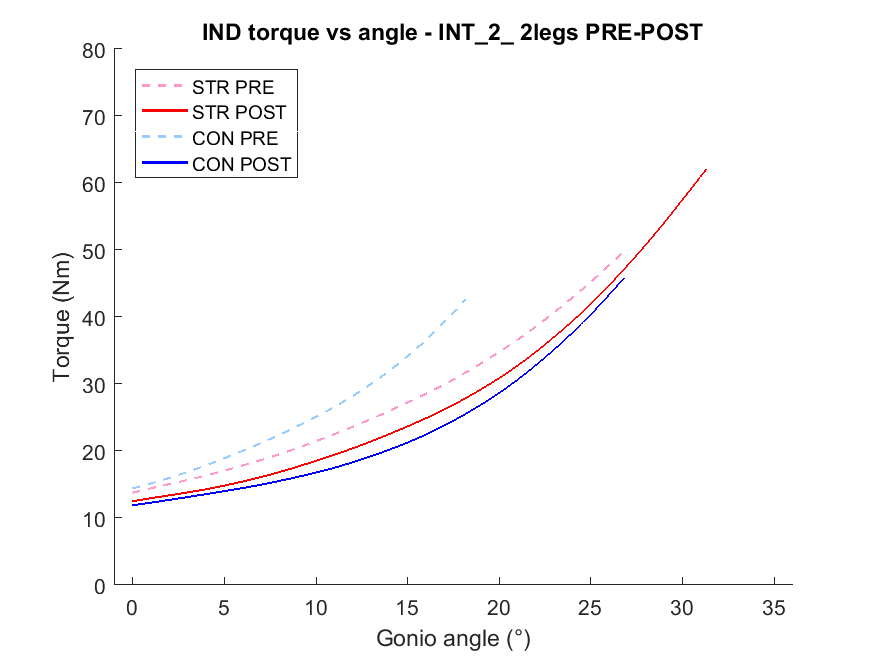 IND torque vs angle - INT_2_ 2legs PRE-POST
80
70
60
50
40
30
20
10
0
Torque (Nm)
STR PRE
STR POST
CON PRE
CON POST
0 5 10 15 20 25 30 35
Gonio angle (°)